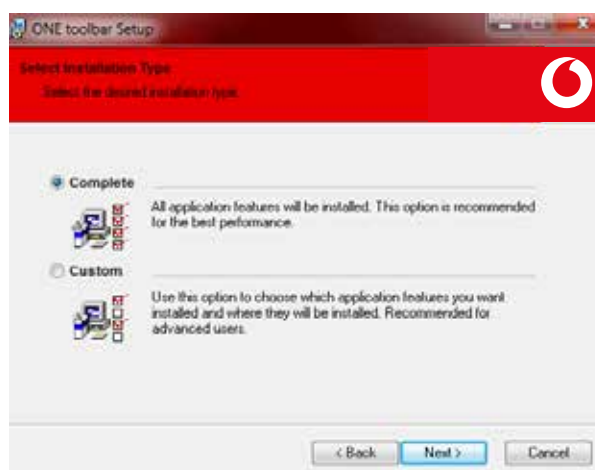 ONE toolbar Setup
Select Installation Type
Select the desired installation type.
Complete
All application features will be installed. This option is recommended
for the best performance.
Custom
Use this option to choose which application features you want
installed and where they will be installed. Recommended for
advanced users.
< Back Next > Cancel